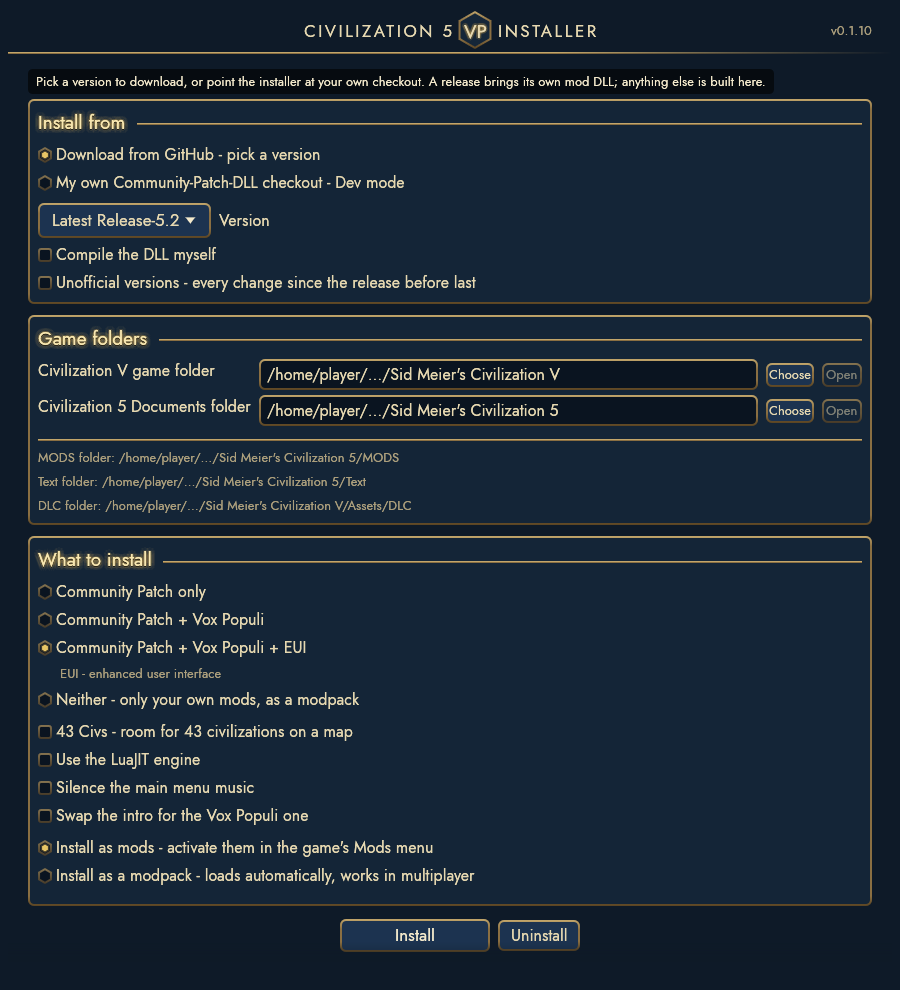 CIVILIZATION 5 VP INSTALLER
v0.1.10
Pick a version to download, or point the installer at your own checkout. A release brings its own mod DLL; anything else is built here.
Install from
Download from GitHub - pick a version
My own Community-Patch-DLL checkout - Dev mode
Latest Release-5.2 Version
Compile the DLL myself
Unofficial versions - every change since the release before last
Game folders
Civilization V game folder /home/player/.../Sid Meier's Civilization V Choose Open
Civilization 5 Documents folder /home/player/.../Sid Meier's Civilization 5 Choose Open
MODS folder: /home/player/.../Sid Meier's Civilization 5/MODS
Text folder: /home/player/.../Sid Meier's Civilization 5/Text
DLC folder: /home/player/.../Sid Meier's Civilization V/Assets/DLC
What to install
Community Patch only
Community Patch + Vox Populi
Community Patch + Vox Populi + EUI
EUI - enhanced user interface
Neither - only your own mods, as a modpack
43 Civs - room for 43 civilizations on a map
Use the LuaJIT engine
Silence the main menu music
Swap the intro for the Vox Populi one
Install as mods - activate them in the game's Mods menu
Install as a modpack - loads automatically, works in multiplayer
Install Uninstall